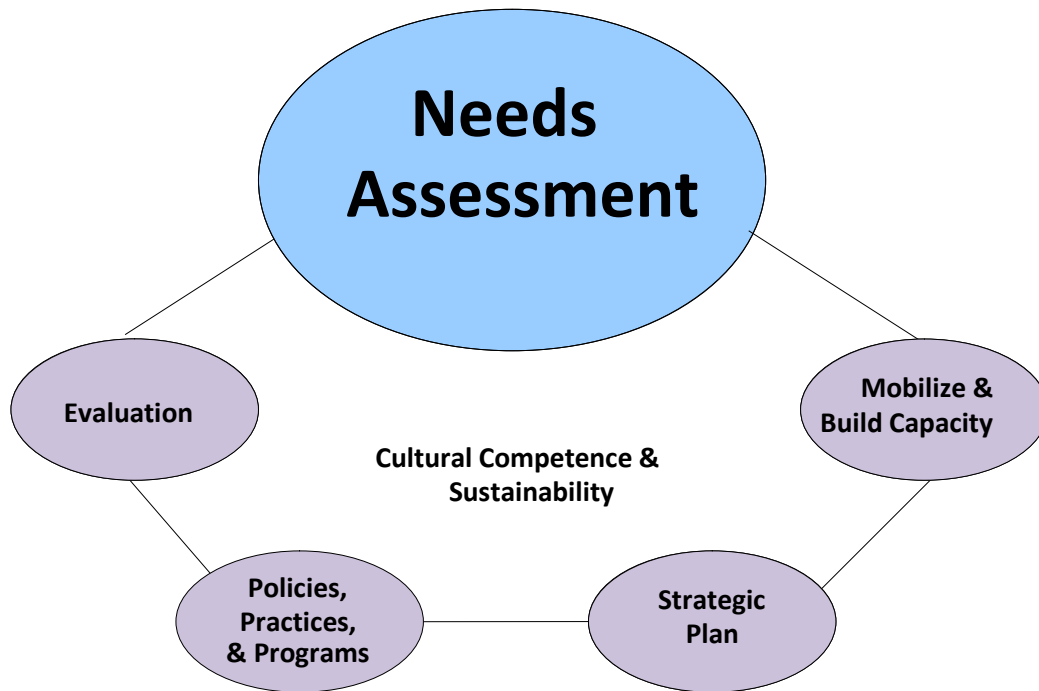 Needs
Assessment
Evaluation
Mobilize &
Build Capacity
Cultural Competence &
Sustainability
Policies,
Practices,
& Programs
Strategic
Plan